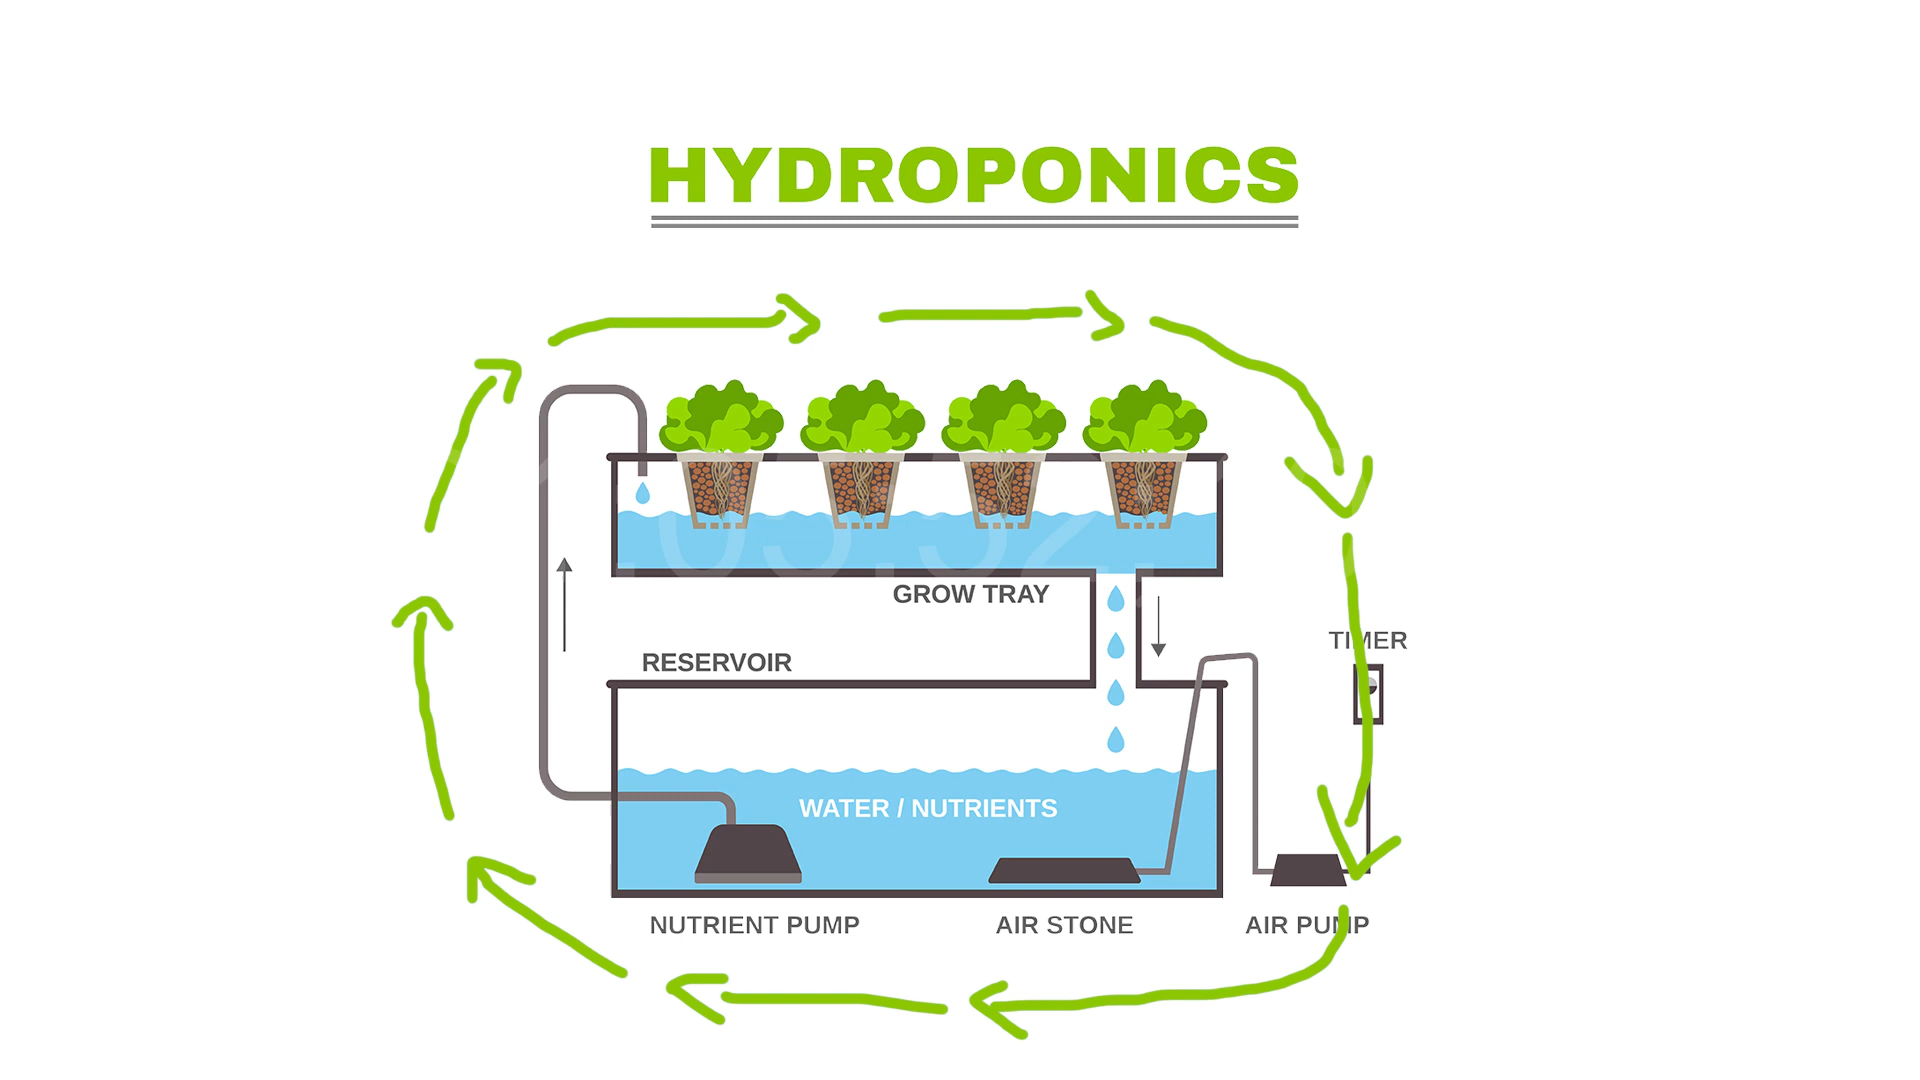 HYDROPONICS
GROW TRAY
RESERVOIR
TIMER
WATER / NUTRIENTS
NUTRIENT PUMP
AIR STONE
AIR PUMP